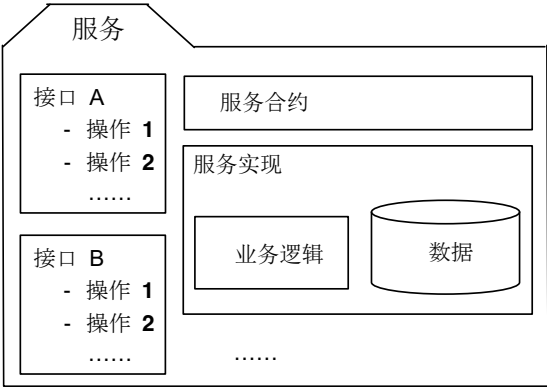 服务
接口 A
- 操作 1
- 操作 2
……
服务合约
服务实现
业务逻辑
数据
接口 B
- 操作 1
- 操作 2
……
……